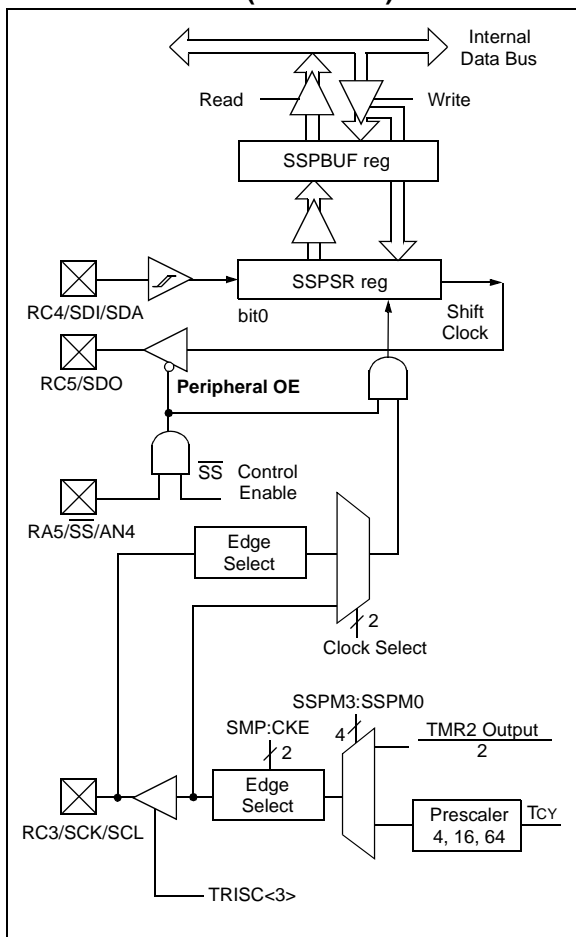 Internal
Data Bus
Read
Write
SSPBUF reg
SSPSR reg
RC4/SDI/SDA
bit0
Shift
Clock
RC5/SDO
Peripheral OE
SS
Control
Enable
RA5/SS/AN4
Edge
Select
2
Clock Select
SSPM3:SSPM0
SMP:CKE
4
TMR2 Output
2
2
Edge
Select
Prescaler
4, 16, 64
TCY
RC3/SCK/SCL
TRISC<3>